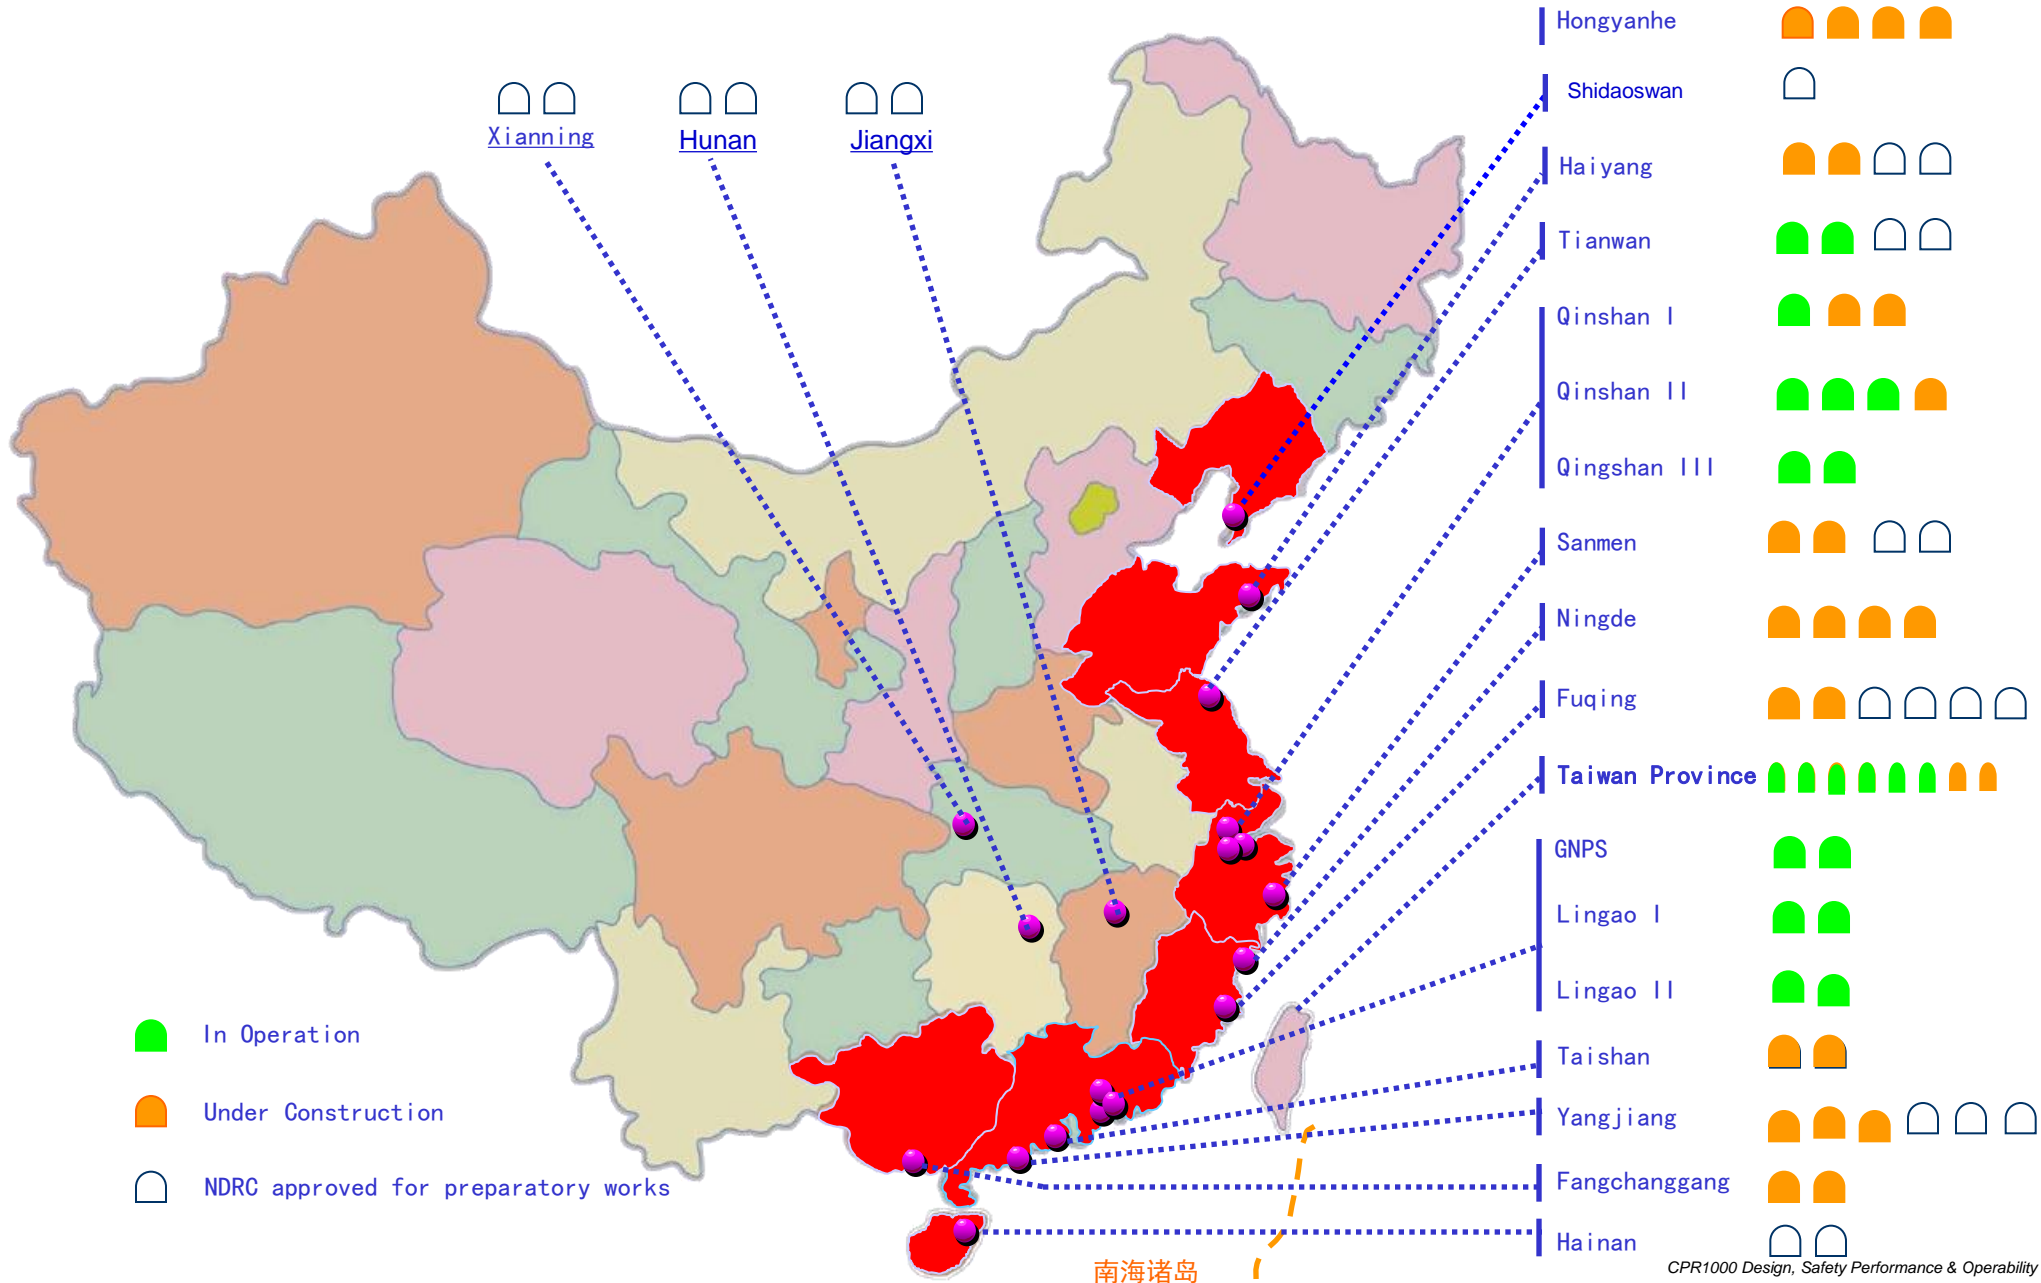 Xianning
Hunan
Jiangxi
Hongyanhe
Shidaoswan
Haiyang
Tianwan
Qinshan I
Qinshan II
Qingshan III
Sanmen
Ningde
Fuqing
Taiwan Province
GNPS
Lingao I
Lingao II
Taishan
Yangjiang
Fangchanggang
Hainan
In Operation
Under Construction
NDRC approved for preparatory works
南海诸岛
CPR1000 Design, Safety Performance & Operability